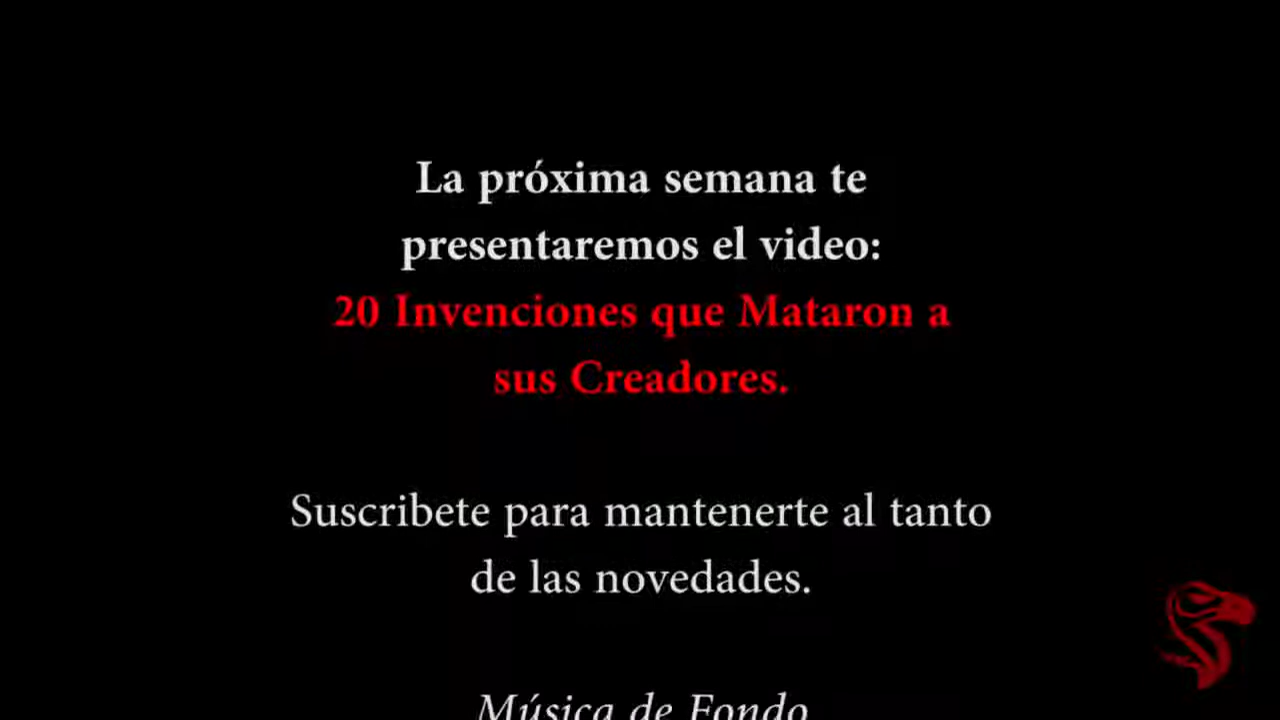 La próxima semana te
presentaremos el video:
20 Invenciones que Mataron a
sus Creadores.
Suscribete para mantenerte al tanto
de las novedades.
Música de Fondo